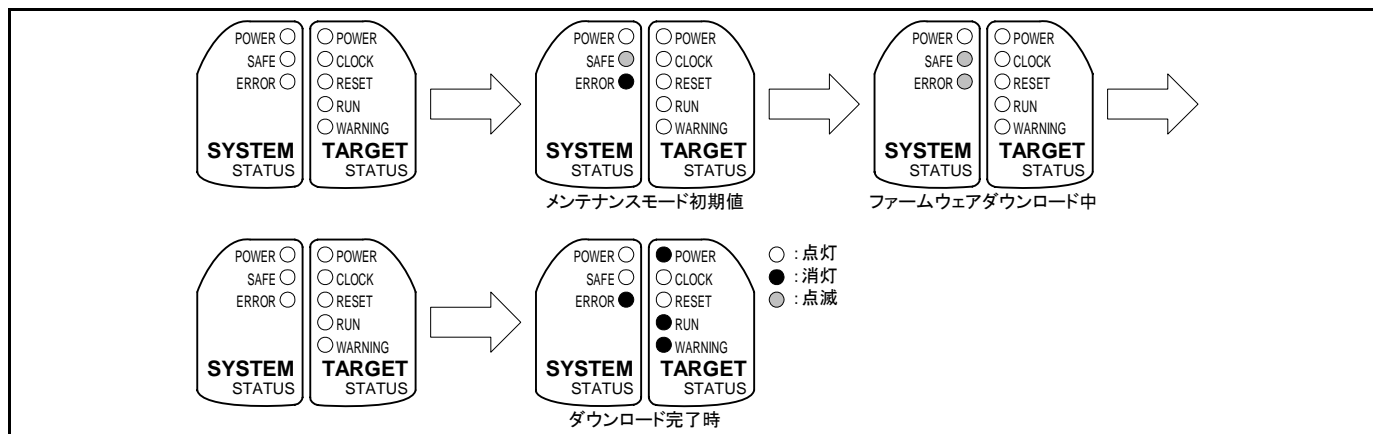 POWER POWER
SAFE CLOCK
ERROR RESET
RUN
WARNING
SYSTEM TARGET
STATUS STATUS
POWER POWER
SAFE CLOCK
ERROR RESET
RUN
WARNING
SYSTEM TARGET
STATUS STATUS
メンテナンスモード初期値
POWER POWER
SAFE CLOCK
ERROR RESET
RUN
WARNING
SYSTEM TARGET
STATUS STATUS
ファームウェアダウンロード中
POWER POWER
SAFE CLOCK
ERROR RESET
RUN
WARNING
SYSTEM TARGET
STATUS STATUS
POWER POWER
SAFE CLOCK
ERROR RESET
RUN
WARNING
SYSTEM TARGET
STATUS STATUS
ダウンロード完了時
:点灯
:消灯
:点滅